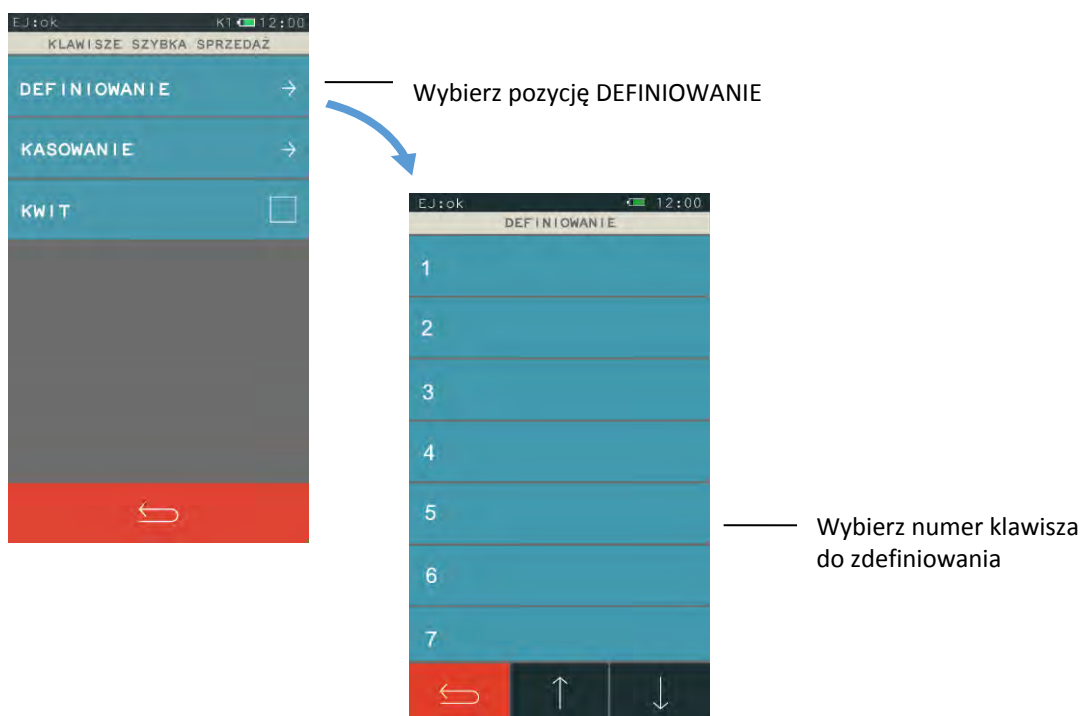 EJ:ok K1 12:00
KLAWISZE SZYBKA SPRZEDAŻ
DEFINIOWANIE
KASOWANIE
KWIT
Wybierz pozycję DEFINIOWANIE
EJ:ok 12:00
DEFINIOWANIE
1
2
3
4
5
6
7
Wybierz numer klawisza
do zdefiniowania